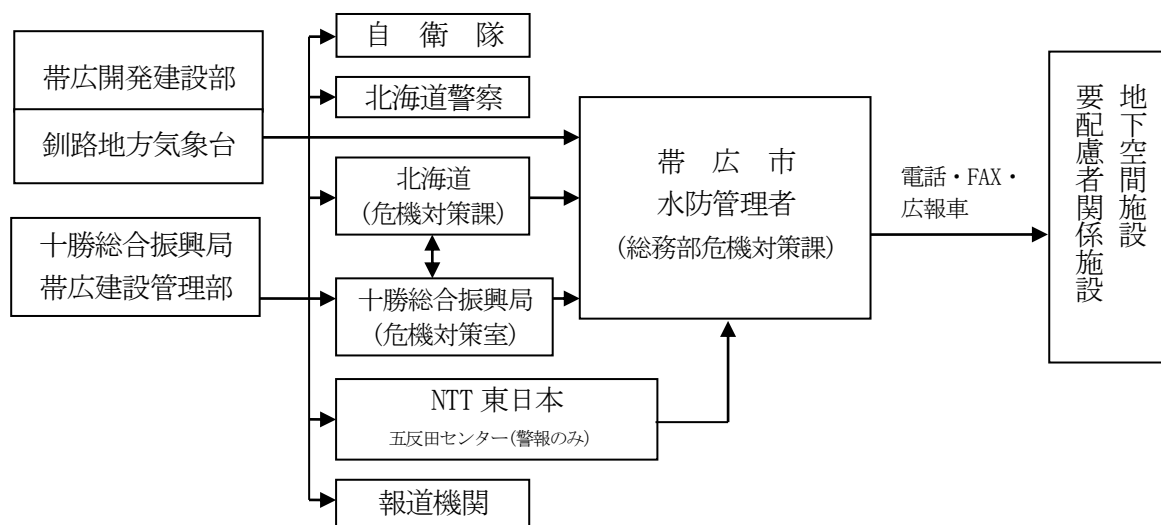 帯広開発建設部
釧路地方気象台
十勝総合振興局
帯広建設管理部
自 衛 隊
北海道警察
北海道
(危機対策課)
十勝総合振興局
(危機対策室)
NTT 東日本
五反田センター(警報のみ)
報道機関
帯 広 市
水防管理者
(総務部危機対策課)
電話・FAX・
広報車
地下空間施設
要配慮者関係施設